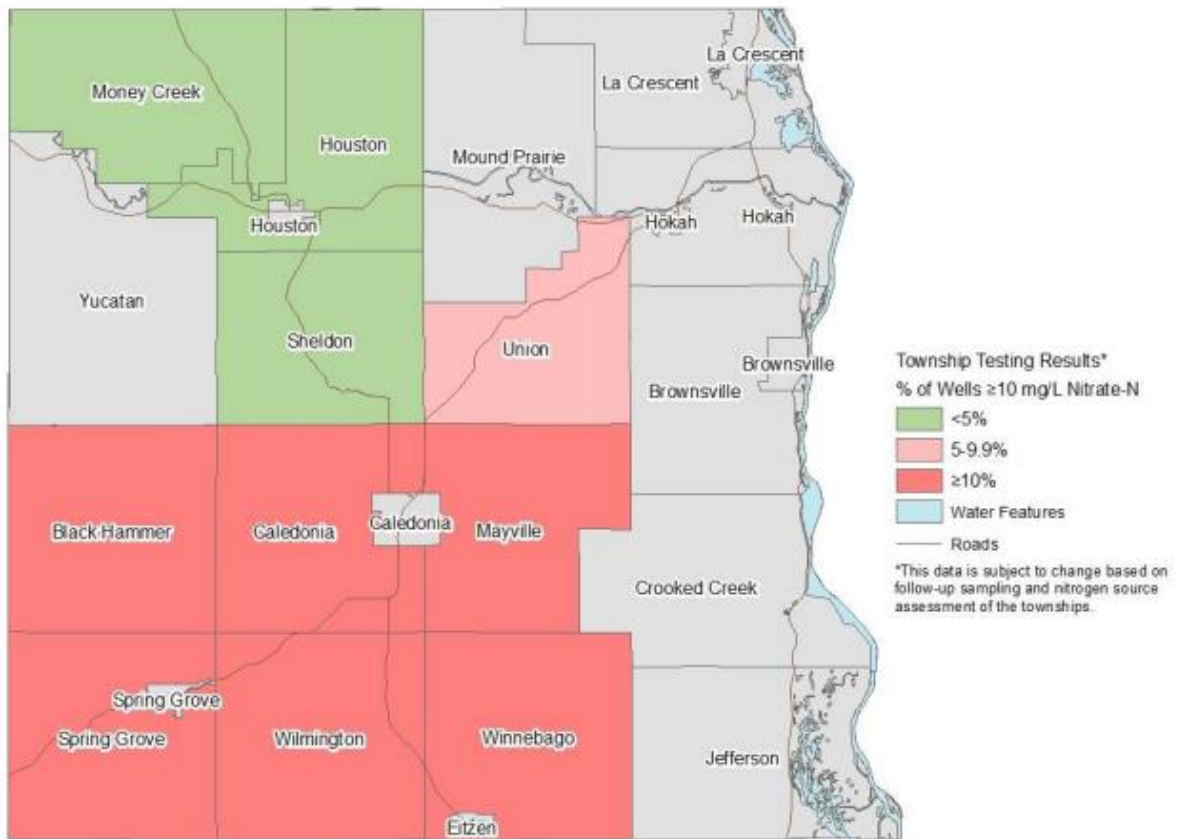 La Crescent
La Crescent
Money Creek
Houston
Mound Prairie
Houston
Hokah
Hokah
Yucatan
Sheldon
Union
Brownsville
Brownsville
Black Hammer
Caledonia
Caledonia
Mayville
Crooked Creek
Spring Grove
Spring Grove
Wilmington
Winnebago
Jefferson
Eitzen
Township Testing Results*
% of Wells ≥10 mg/L Nitrate-N
<5%
5-9.9%
≥10%
Water Features
Roads
*This data is subject to change based on
follow-up sampling and nitrogen source
assessment of the townships.